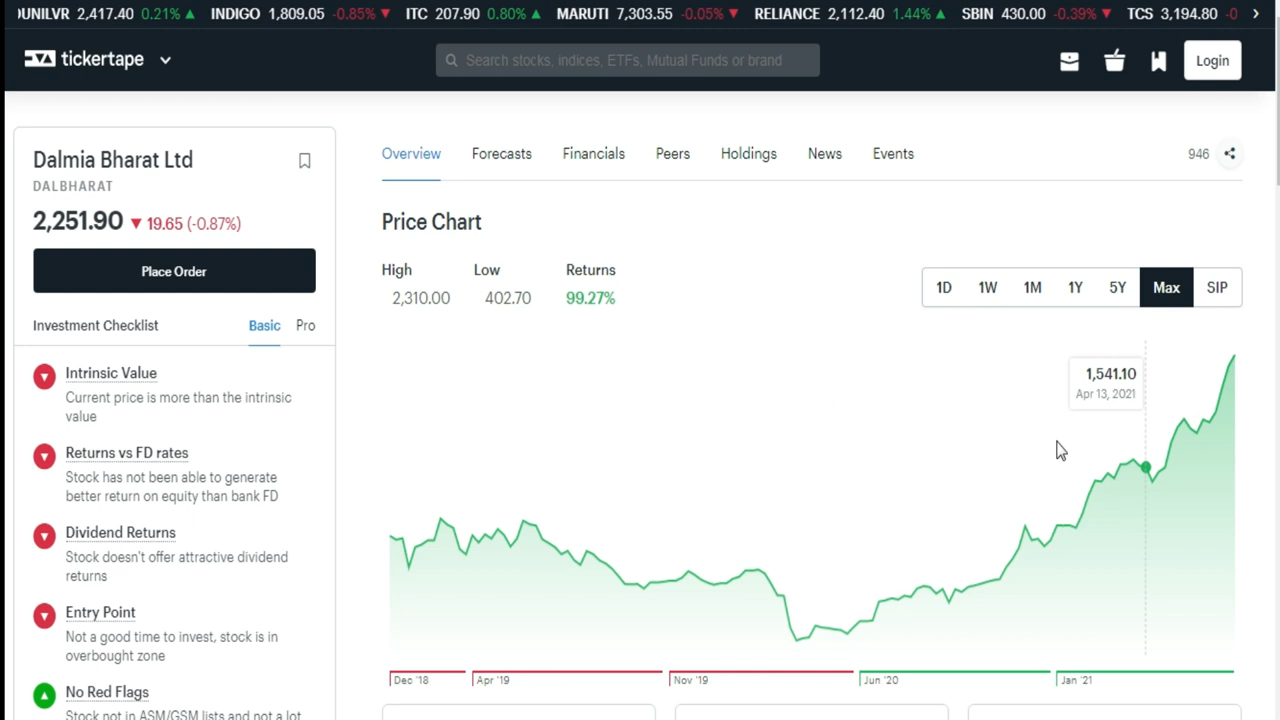 DUNILVR 2,417.40 0.21% ▲ INDIGO 1,809.05 -0.85% ▼ ITC 207.90 0.80% ▲ MARUTI 7,303.55 -0.05% ▼ RELIANCE 2,112.40 1.44% ▲ SBIN 430.00 -0.39% ▼ TCS 3,194.80 -0
tickertape
Search stocks, indices, ETFs, Mutual Funds or brand
Login
Dalmia Bharat Ltd
DALBHARAT
2,251.90 ▼ 19.65 (-0.87%)
Place Order
Investment Checklist Basic Pro
Intrinsic Value
Current price is more than the intrinsic
value
Returns vs FD rates
Stock has not been able to generate
better return on equity than bank FD
Dividend Returns
Stock doesn't offer attractive dividend
returns
Entry Point
Not a good time to invest, stock is in
overbought zone
No Red Flags
Stock not in ASM/GSM lists and not a lot
Overview Forecasts Financials Peers Holdings News Events 946
Price Chart
High Low Returns
2,310.00 402.70 99.27%
1D 1W 1M 1Y 5Y Max SIP
1,541.10
Apr 13, 2021
Dec '18 Apr '19 Nov '19 Jun '20 Jan '21